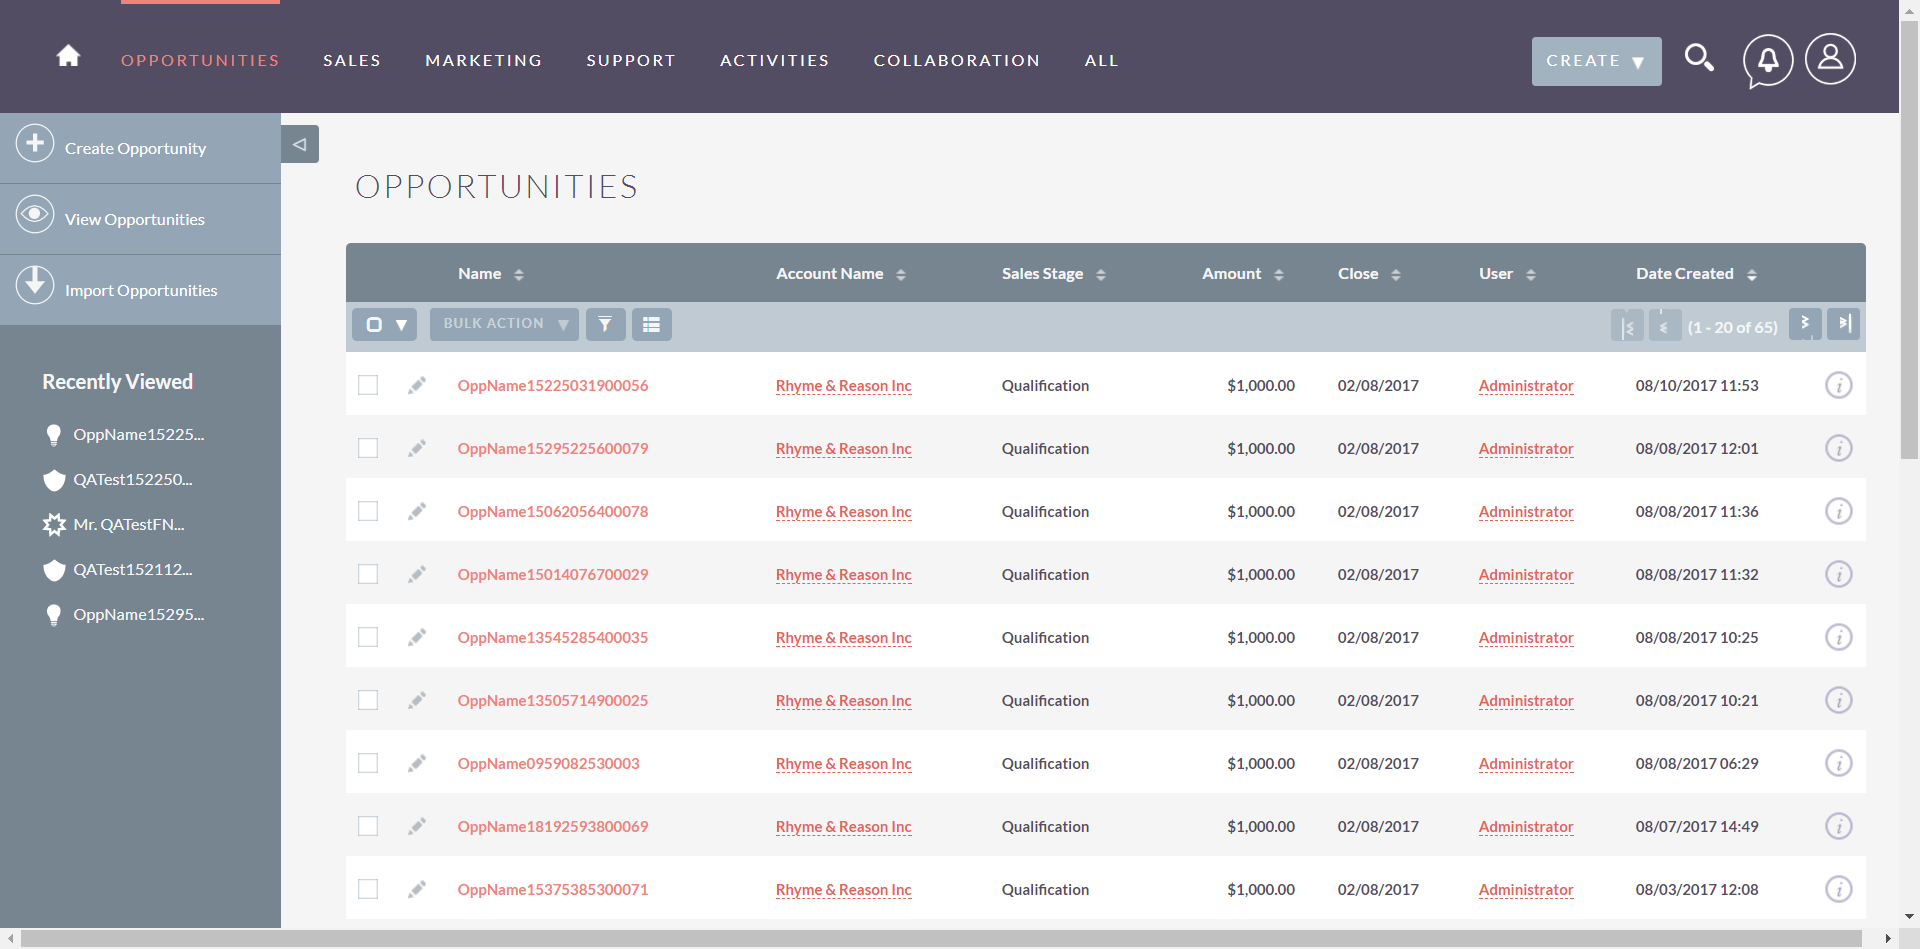 OPPORTUNITIES SALES MARKETING SUPPORT ACTIVITIES COLLABORATION ALL CREATE
Create Opportunity
View Opportunities
Import Opportunities
Recently Viewed
OppName15225...
QATest152250...
Mr. QATestFN...
QATest152112...
OppName15295...
OPPORTUNITIES
Name Account Name Sales Stage Amount Close User Date Created
BULK ACTION (1 - 20 of 65)
OppName15225031900056 Rhyme & Reason Inc Qualification $1,000.00 02/08/2017 Administrator 08/10/2017 11:53
OppName15295225600079 Rhyme & Reason Inc Qualification $1,000.00 02/08/2017 Administrator 08/08/2017 12:01
OppName15062056400078 Rhyme & Reason Inc Qualification $1,000.00 02/08/2017 Administrator 08/08/2017 11:36
OppName15014076700029 Rhyme & Reason Inc Qualification $1,000.00 02/08/2017 Administrator 08/08/2017 11:32
OppName13545285400035 Rhyme & Reason Inc Qualification $1,000.00 02/08/2017 Administrator 08/08/2017 10:25
OppName13505714900025 Rhyme & Reason Inc Qualification $1,000.00 02/08/2017 Administrator 08/08/2017 10:21
OppName0959082530003 Rhyme & Reason Inc Qualification $1,000.00 02/08/2017 Administrator 08/08/2017 06:29
OppName18192593800069 Rhyme & Reason Inc Qualification $1,000.00 02/08/2017 Administrator 08/07/2017 14:49
OppName15375385300071 Rhyme & Reason Inc Qualification $1,000.00 02/08/2017 Administrator 08/03/2017 12:08